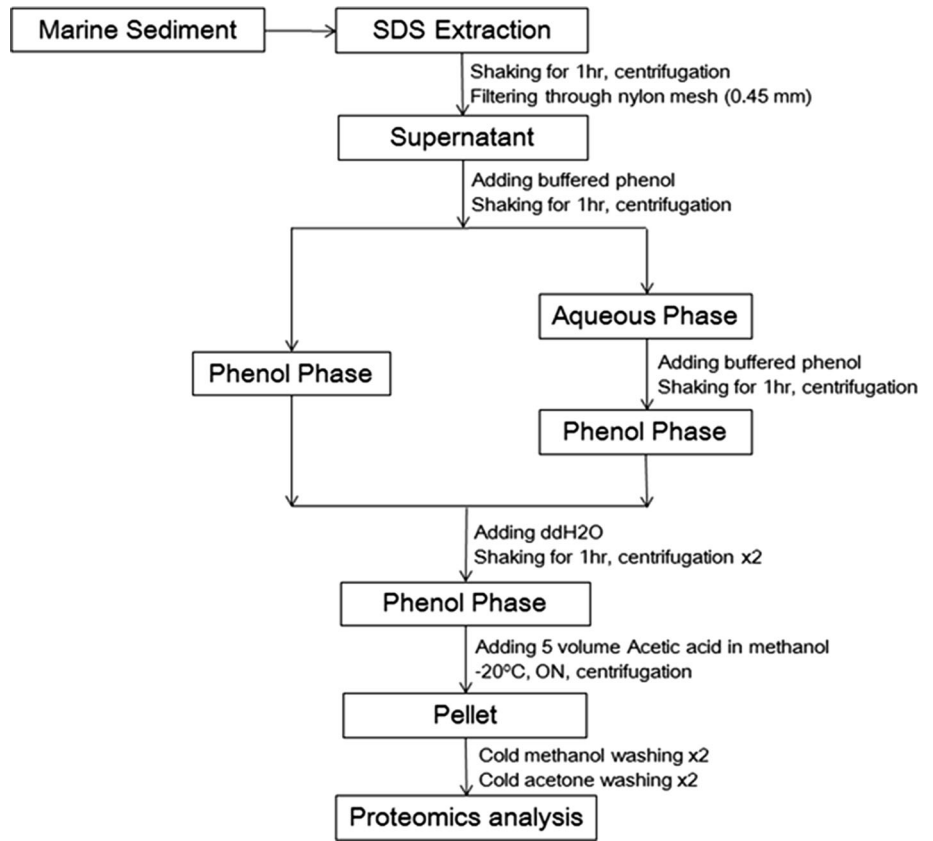 Marine Sediment
SDS Extraction
Shaking for 1hr, centrifugation
Filtering through nylon mesh (0.45 mm)
Supernatant
Adding buffered phenol
Shaking for 1hr, centrifugation
Aqueous Phase
Phenol Phase
Adding buffered phenol
Shaking for 1hr, centrifugation
Phenol Phase
Adding ddH2O
Shaking for 1hr, centrifugation x2
Phenol Phase
Adding 5 volume Acetic acid in methanol
-20ºC, ON, centrifugation
Pellet
Cold methanol washing x2
Cold acetone washing x2
Proteomics analysis